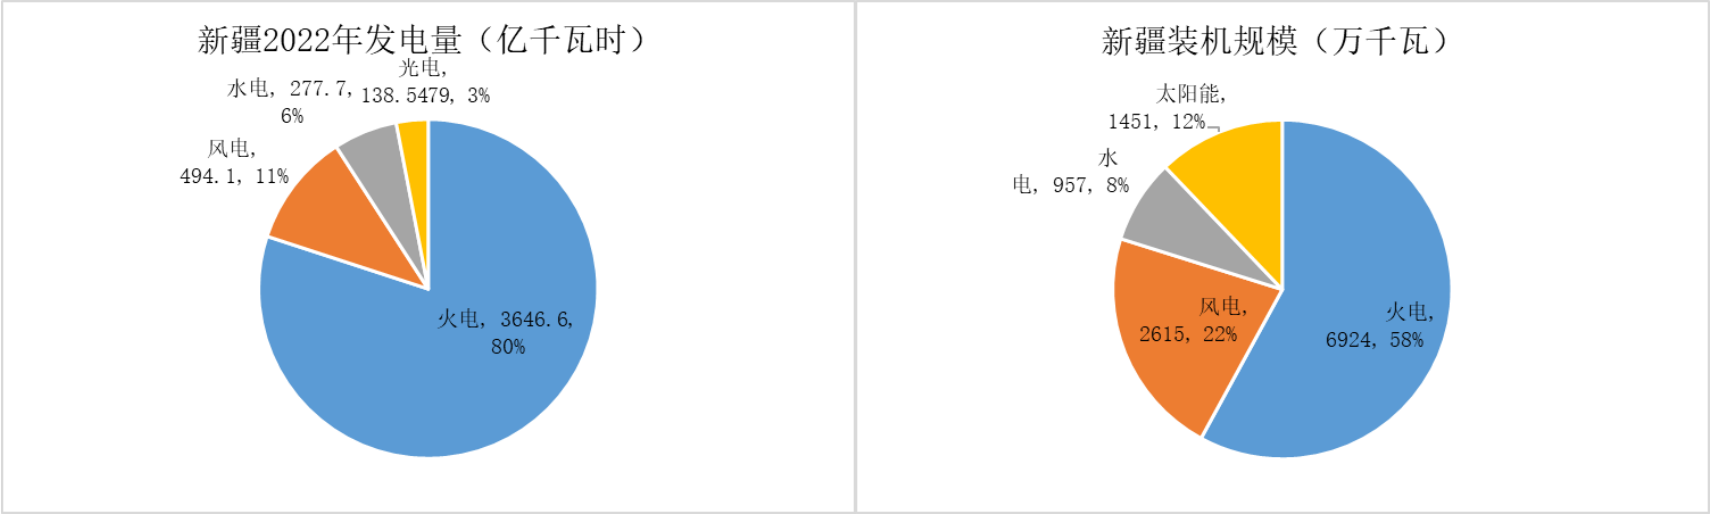 新疆2022年发电量（亿千瓦时）
光电,
138.5479, 3%
水电, 277.7,
6%
风电,
494.1, 11%
火电, 3646.6,
80%
新疆装机规模（万千瓦）
太阳能,
1451, 12%
水
电, 957, 8%
风电,
2615, 22%
火电,
6924, 58%